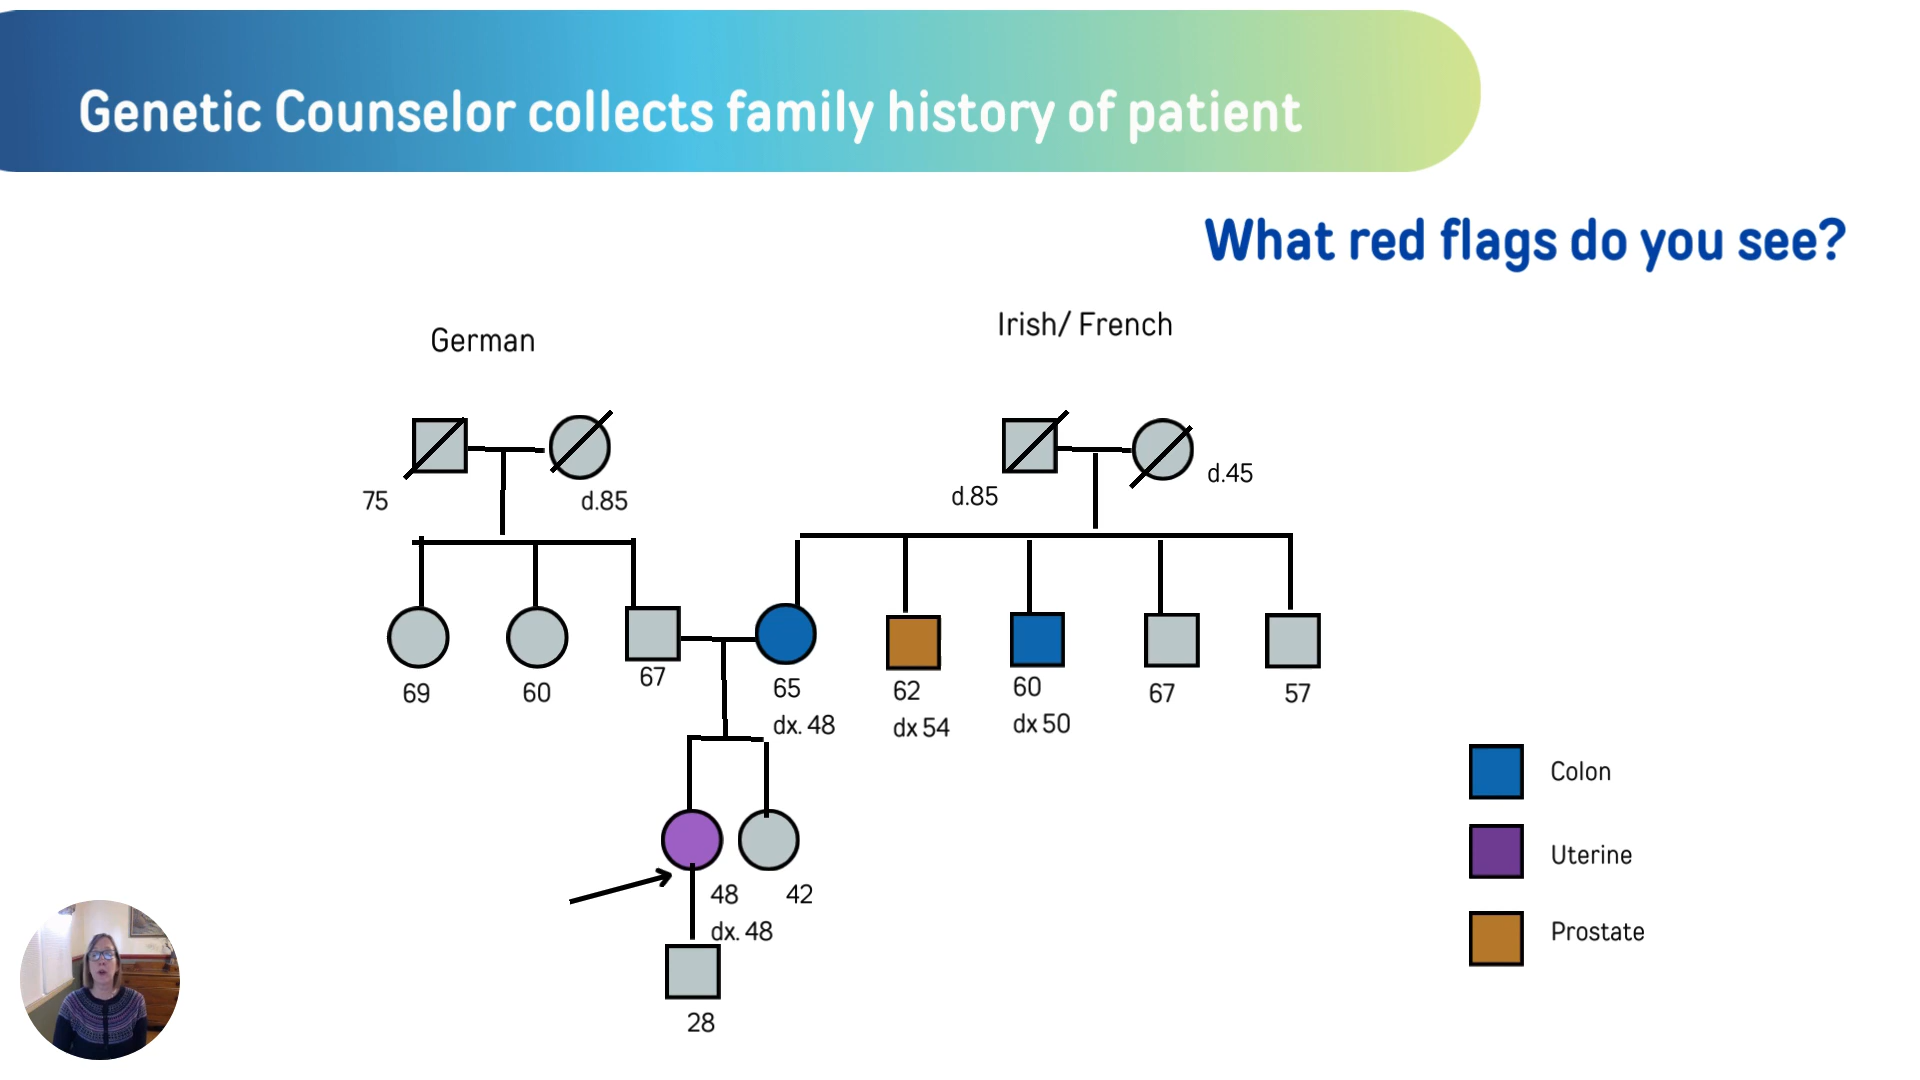 Genetic Counselor collects family history of patient
What red flags do you see?
German
Irish/ French
75
d.85
d.85
d.45
69
60
67
65
dx. 48
62
dx 54
60
dx 50
67
57
48
dx. 48
42
28
Colon
Uterine
Prostate